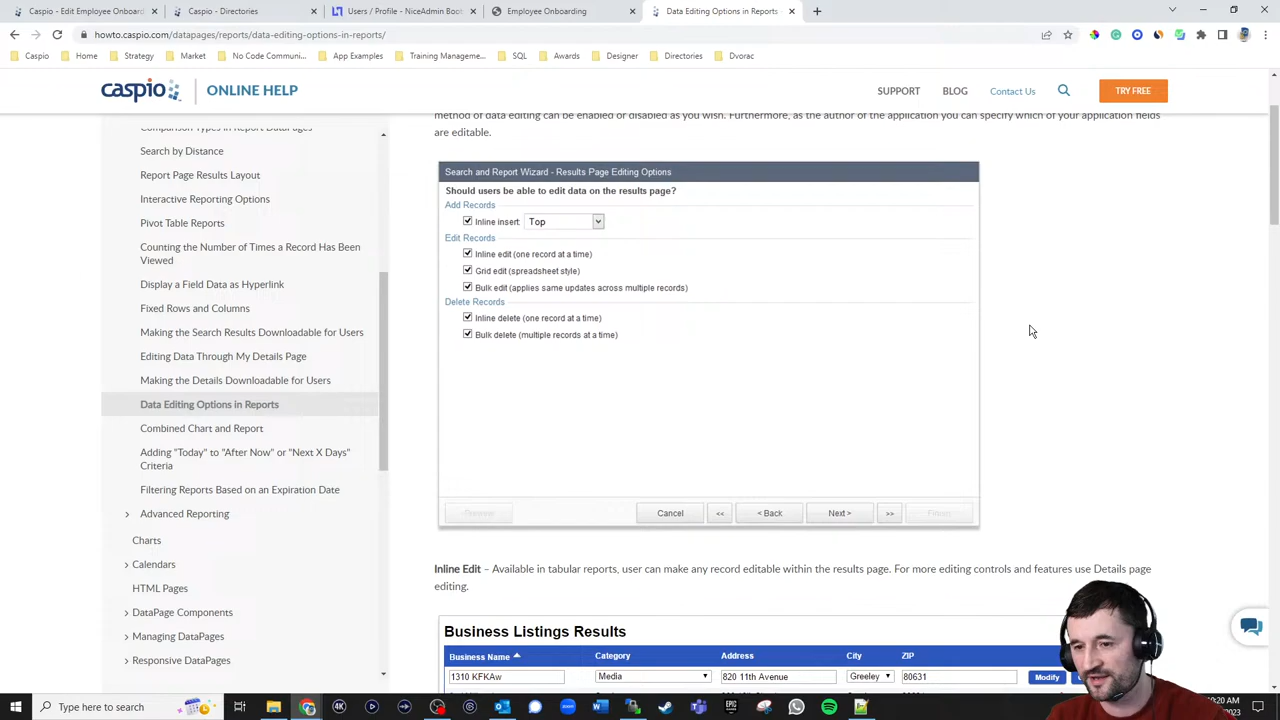 Caspio - Edit Employee Onboard
Caspio - Directories
Users / Profile - NiceAdmin Boot
Employee Onboarding
Data Editing Options in Reports
howto.caspio.com/datapages/reports/data-editing-options-in-reports/
Caspio
Home
Strategy
Market
No Code Communi...
App Examples
Training Manageme...
SQL
Awards
Designer
Directories
Dvorac
caspio
ONLINE HELP
SUPPORT
BLOG
Contact Us
TRY FREE
Comparison Types in Report DataPages
Search by Distance
Report Page Results Layout
Interactive Reporting Options
Pivot Table Reports
Counting the Number of Times a Record Has Been
Viewed
Display a Field Data as Hyperlink
Fixed Rows and Columns
Making the Search Results Downloadable for Users
Editing Data Through My Details Page
Making the Details Downloadable for Users
Data Editing Options in Reports
Combined Chart and Report
Adding "Today" to "After Now" or "Next X Days"
Criteria
Filtering Reports Based on an Expiration Date
Advanced Reporting
Charts
Calendars
HTML Pages
DataPage Components
Managing DataPages
Responsive DataPages
method of data editing can be enabled or disabled as you wish. Furthermore, as the author of the application you can specify which of your application fields
are editable.
Search and Report Wizard - Results Page Editing Options
Should users be able to edit data on the results page?
Add Records
Inline insert: Top
Edit Records
Inline edit (one record at a time)
Grid edit (spreadsheet style)
Bulk edit (applies same updates across multiple records)
Delete Records
Inline delete (one record at a time)
Bulk delete (multiple records at a time)
Preview
Cancel
<<
< Back
Next >
>>
Finish
Inline Edit – Available in tabular reports, user can make any record editable within the results page. For more editing controls and features use Details page
editing.
Business Listings Results
Business Name
Category
Address
City
ZIP
1310 KFKAw
Media
820 11th Avenue
Greeley
80631
Modify
Type here to search